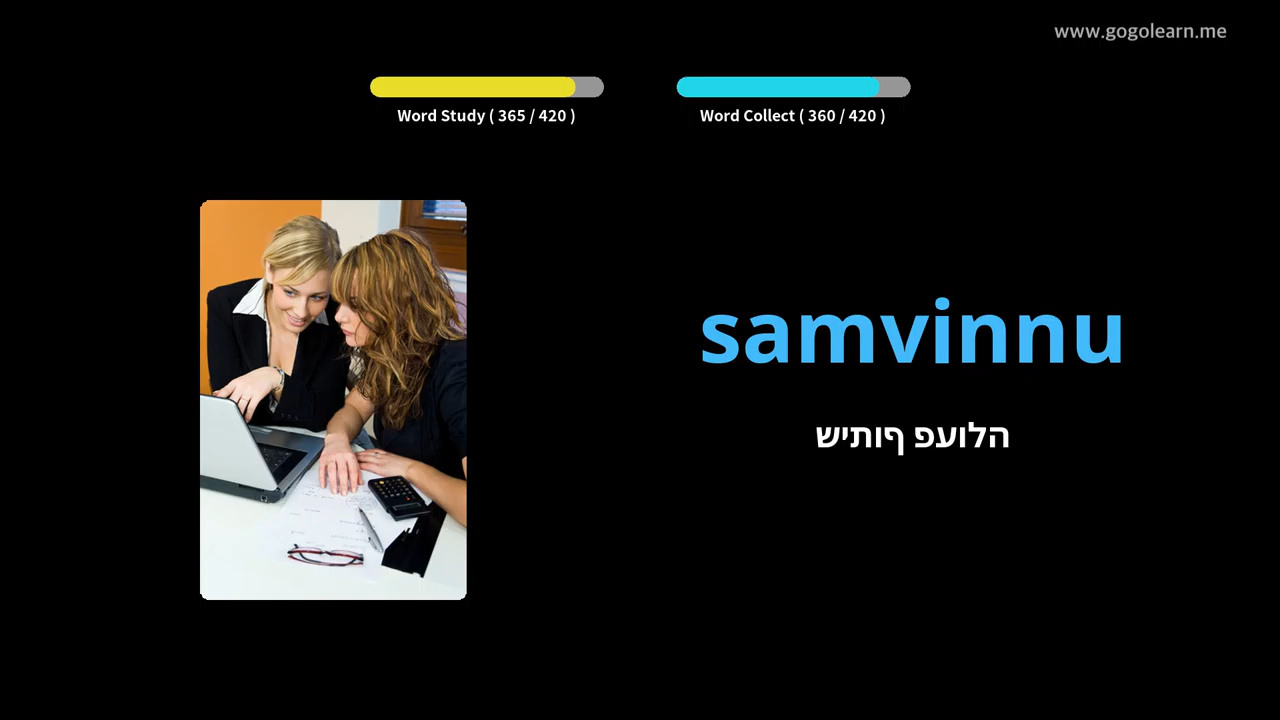 www.gogolearn.me
Word Study ( 365 / 420 )
Word Collect ( 360 / 420 )
samvinnu
שיתוף פעולה